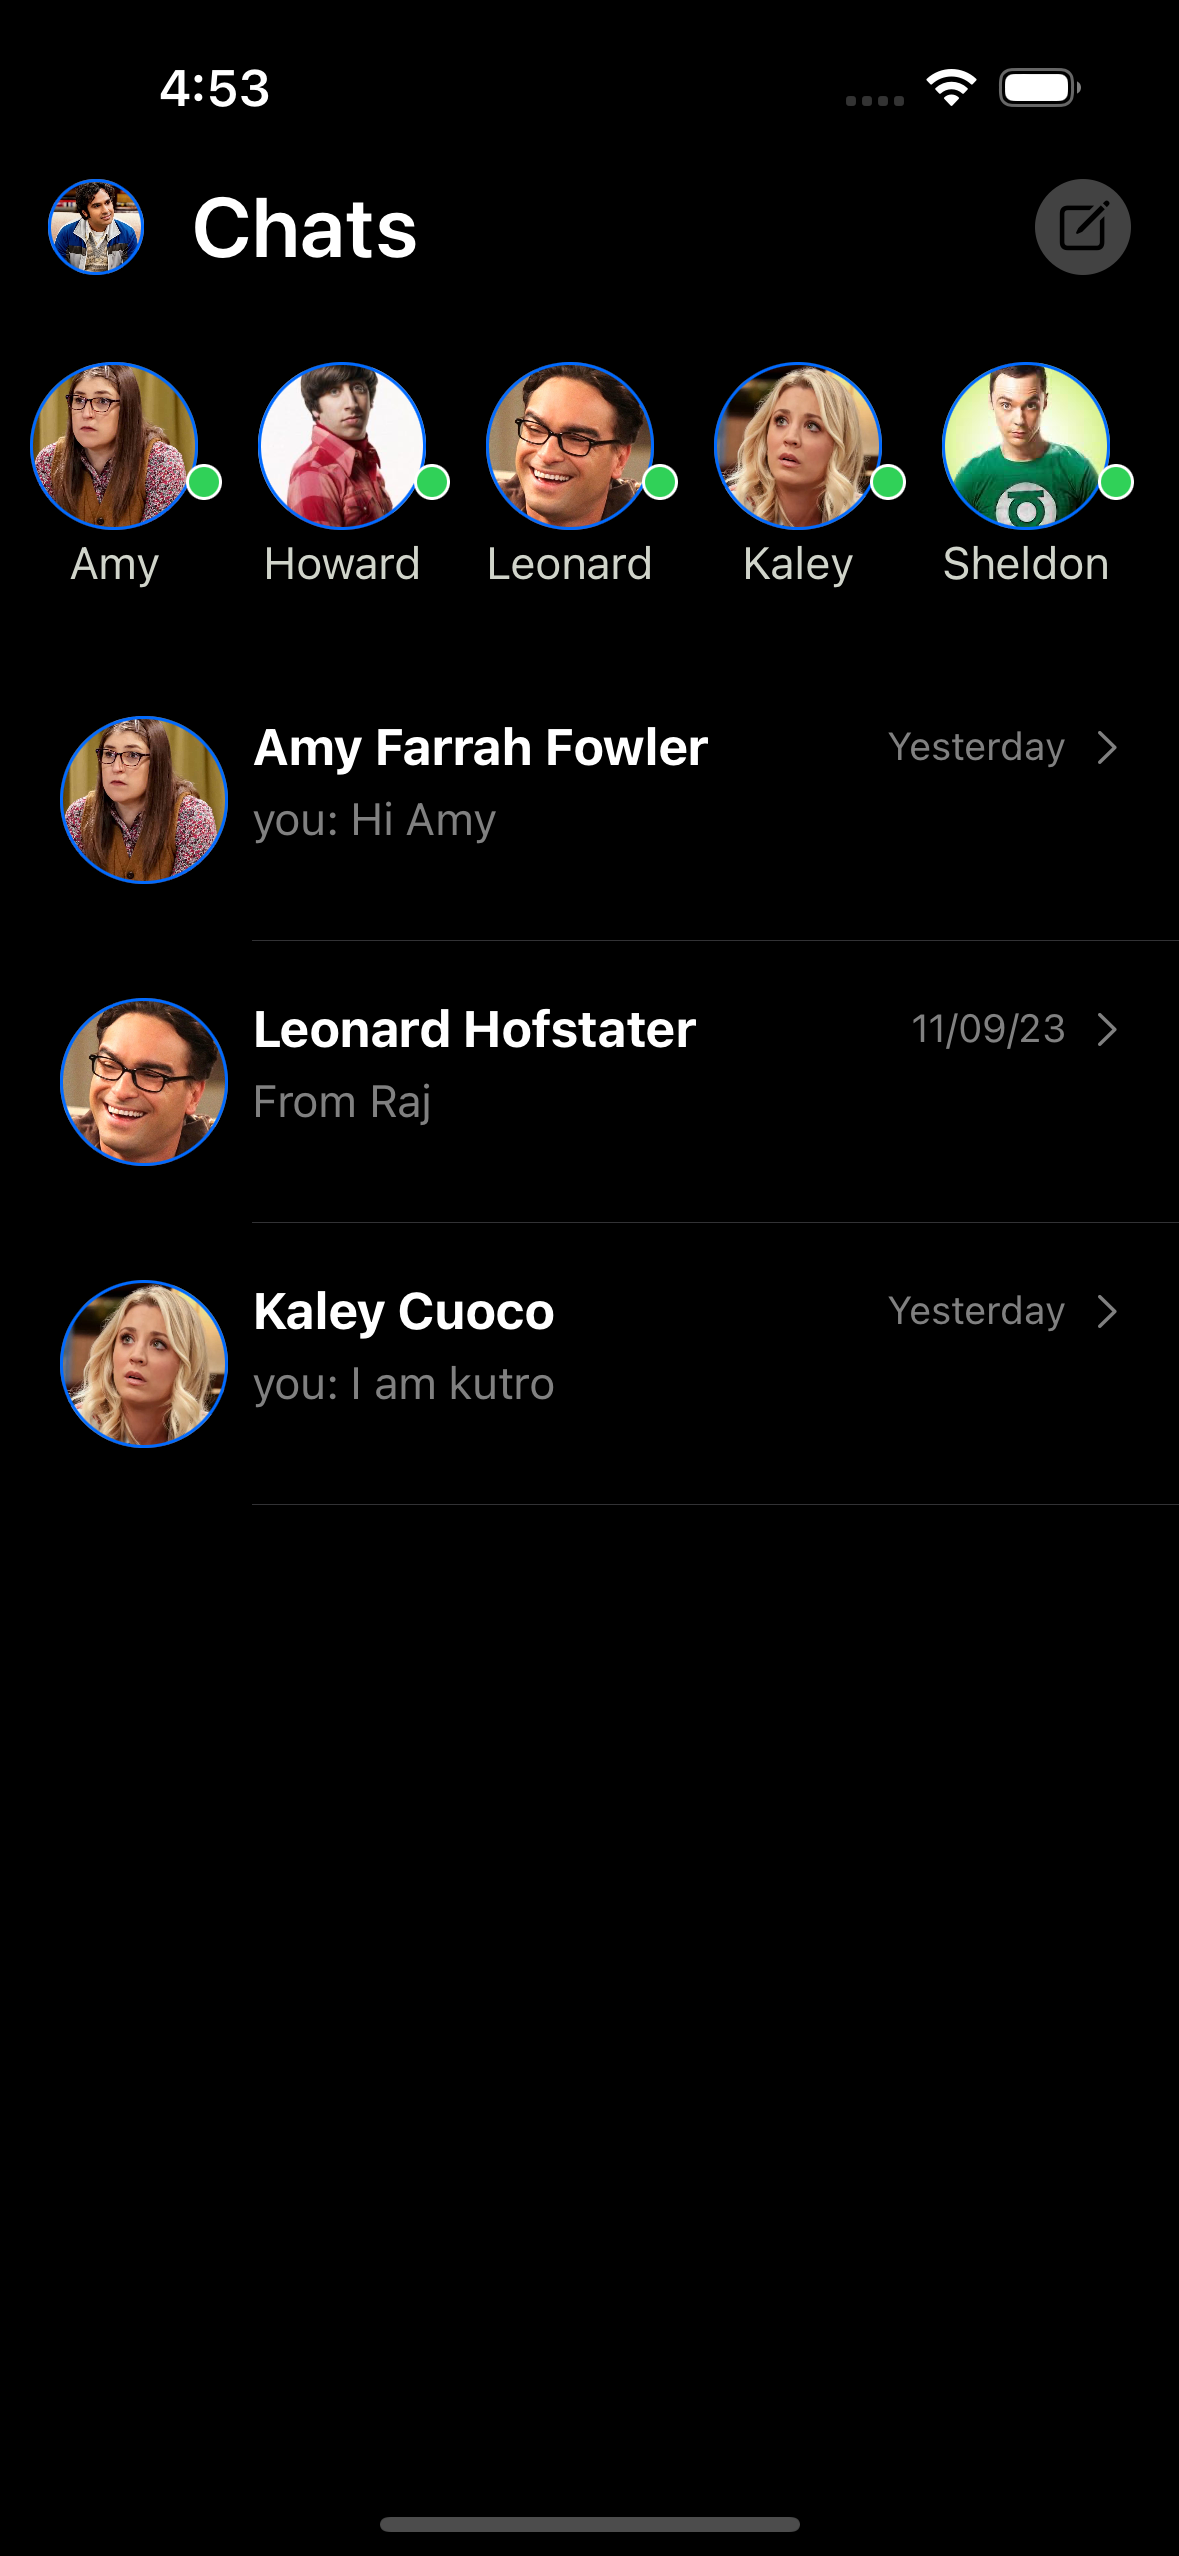 4:53
Chats
Amy Howard Leonard Kaley Sheldon
Amy Farrah Fowler Yesterday
you: Hi Amy
Leonard Hofstater 11/09/23
From Raj
Kaley Cuoco Yesterday
you: I am kutro